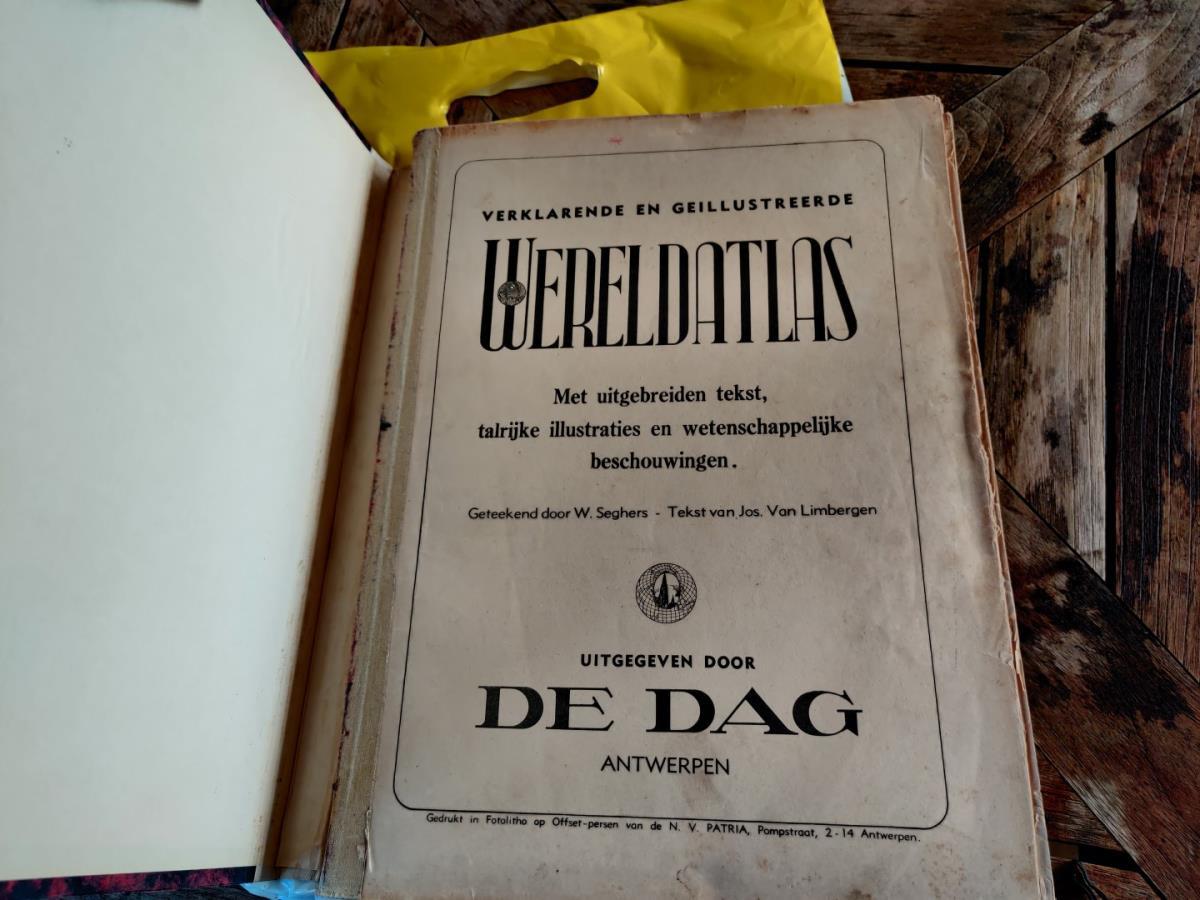 VERKLARENDE EN GEILLUSTREERDE
WERELDATLAS
Met uitgebreiden tekst,
talrijke illustraties en wetenschappelijke
beschouwingen.
Geteekend door W. Seghers - Tekst van Jos. Van Limbergen
UITGEGEVEN DOOR
DE DAG
ANTWERPEN
Gedrukt in Fotolitho op Offset-persen van de N. V. PATRIA, Pompstraat, 2-14 Antwerpen.